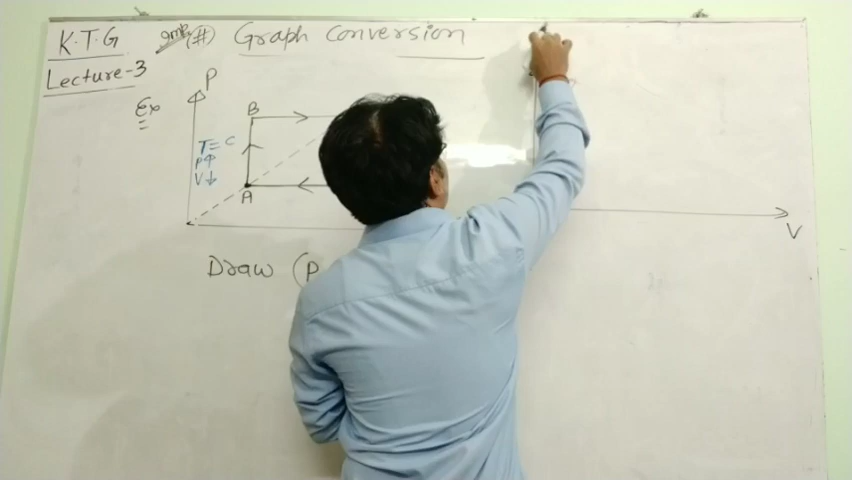 K.T.G
Imp. (#) Graph Conversion
Lecture-3
Ex
P
B
T = C
P↑
V↓
A
V
Draw (P